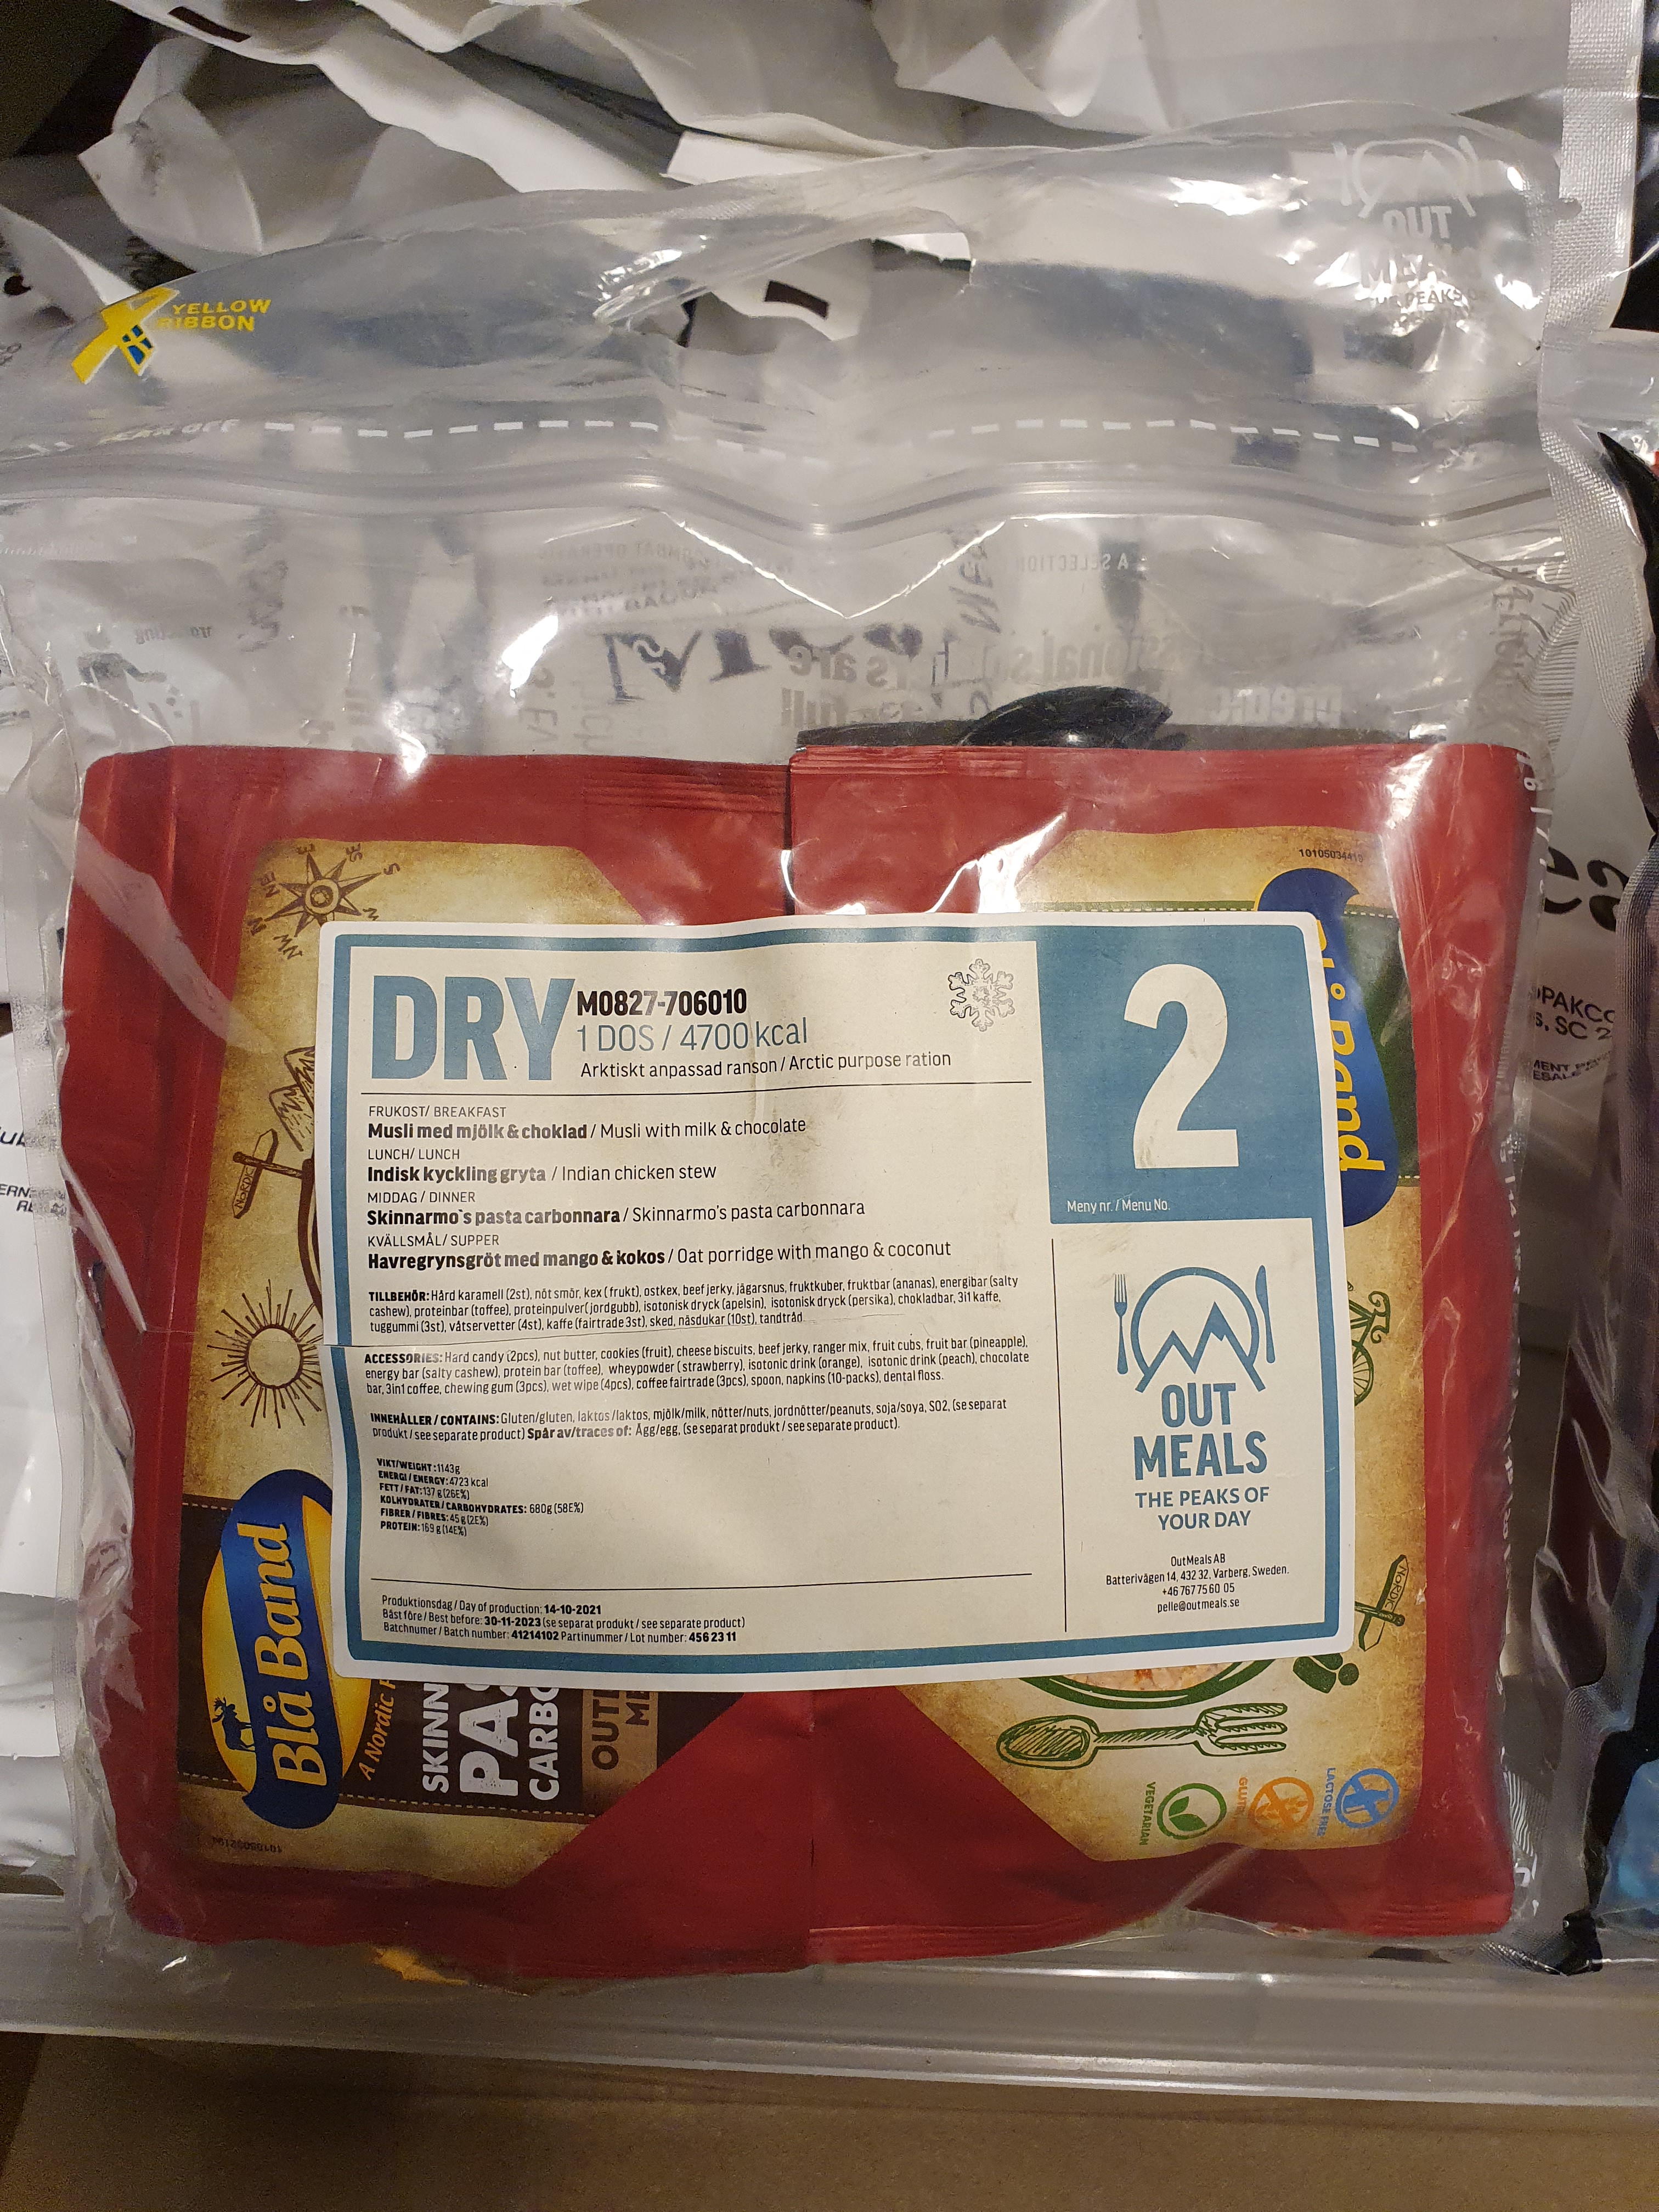 YELLOW
RIBBON
OUT
A SELECTION
10105034410
DRY
M0827-706010
1 DOS / 4700 kcal
Arktiskt anpassad ranson / Arctic purpose ration
2
Meny nr. / Menu No.
FRUKOST/ BREAKFAST
Musli med mjölk & choklad / Musli with milk & chocolate
LUNCH/ LUNCH
Indisk kyckling gryta / Indian chicken stew
MIDDAG / DINNER
Skinnarmo`s pasta carbonnara / Skinnarmo's pasta carbonnara
KVÄLLSMÅL/ SUPPER
Havregrynsgröt med mango & kokos / Oat porridge with mango & coconut
TILLBEHÖR: Hård karamell (2st), nöt smör, kex ( frukt), ostkex, beef jerky, jägarsnus, fruktkuber, fruktbar (ananas), energibar (salty
cashew), proteinbar (toffee), proteinpulver( jordgubb), isotonisk dryck (apelsin), isotonisk dryck (persika), chokladbar, 3i1 kaffe,
tuggummi (3st), våtservetter (4st), kaffe (fairtrade 3st), sked, näsdukar (10st), tandtråd
ACCESSORIES: Hard candy (2pcs), nut butter, cookies (fruit), cheese biscuits, beef jerky, ranger mix, fruit cubs, fruit bar (pineapple),
energy bar (salty cashew), protein bar (toffee), wheypowder ( strawberry), isotonic drink (orange), isotonic drink (peach), chocolate
bar, 3in1 coffee, chewing gum (3pcs), wet wipe (4pcs), coffee fairtrade (3pcs), spoon, napkins (10-packs), dental floss.
INNEHÅLLER / CONTAINS: Gluten/gluten, laktos /laktos, mjölk/milk, nötter/nuts, jordnötter/peanuts, soja/soya, SO2, (se separat
produkt / see separate product) Spår av/traces of: Ägg/egg, (se separat produkt / see separate product).
VIKT/WEIGHT :1143g
ENERGI / ENERGY: 4723 kcal
FETT / FAT: 137 g (26E%)
KOLHYDRATER / CARBOHYDRATES: 680g (58E%)
FIBRER / FIBRES: 45 g (2E%)
PROTEIN: 169 g (14E%)
Produktionsdag / Day of production: 14-10-2021
Bäst före / Best before: 30-11-2023 (se separat produkt / see separate product)
Batchnumer / Batch number: 41214102 Partinummer / Lot number: 456 23 11
OUT
MEALS
THE PEAKS OF
YOUR DAY
OutMeals AB
Batterivägen 14, 432 32, Varberg, Sweden.
+46 767 75 60 05
pelle@outmeals.se
NORDIC
Blå Band
A Nordic
SKINN
PAS
CARBO
OUT
ME
Band
NORDIC
VEGETARIAN
LACTOSE FREE